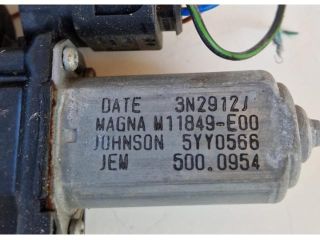 DATE 3N2912J
MAGNA M11849-E00
JOHNSON 5YY0566
JEM 500.0954